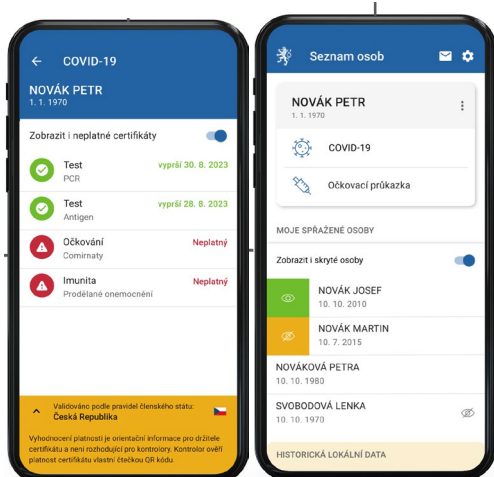 COVID-19
NOVÁK PETR
1. 1. 1970
Zobrazit i neplatné certifikáty
Test vyprší 30. 8. 2023
PCR
Test vyprší 28. 8. 2023
Antigen
Očkování Neplatný
Comirnaty
Imunita Neplatný
Prodělané onemocnění
Validováno podle pravidel členského státu:
Česká Republika
Vyhodnocení platnosti je orientační informace pro držitele
certifikátu a není rozhodující pro kontrolory. Kontrolor ověří
platnost certifikátu vlastní čtečkou QR kódu.
Seznam osob
NOVÁK PETR
1. 1. 1970
COVID-19
Očkovací průkazka
MOJE SPŘAŽENÉ OSOBY
Zobrazit i skryté osoby
NOVÁK JOSEF
10. 10. 2010
NOVÁK MARTIN
10. 7. 2015
NOVÁKOVÁ PETRA
10. 10. 1980
SVOBODOVÁ LENKA
10. 10. 1970
HISTORICKÁ LOKÁLNÍ DATA